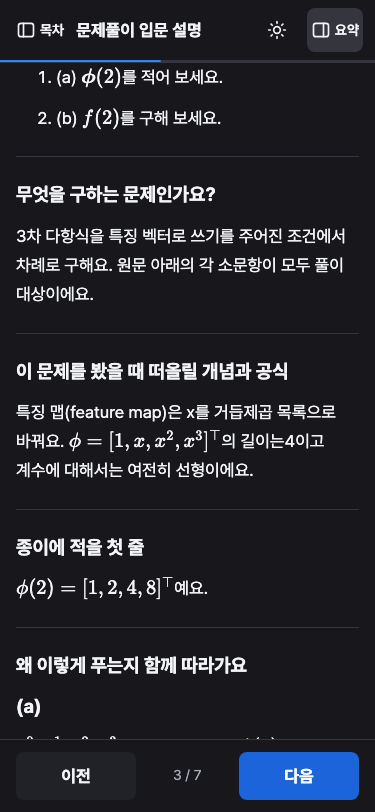 목차 문제풀이 입문 설명 요약
1. (a) ϕ(2)를 적어 보세요.
2. (b) f(2)를 구해 보세요.
무엇을 구하는 문제인가요?
3차 다항식을 특징 벡터로 쓰기를 주어진 조건에서
차례로 구해요. 원문 아래의 각 소문항이 모두 풀이
대상이에요.
이 문제를 봤을 때 떠올릴 개념과 공식
특징 맵(feature map)은 x를 거듭제곱 목록으로
바꿔요. ϕ = [1, x, x², x³]⊤의 길이는4이고
계수에 대해서는 여전히 선형이에요.
종이에 적을 첫 줄
ϕ(2) = [1, 2, 4, 8]⊤예요.
왜 이렇게 푸는지 함께 따라가요
(a)
이전 3 / 7 다음